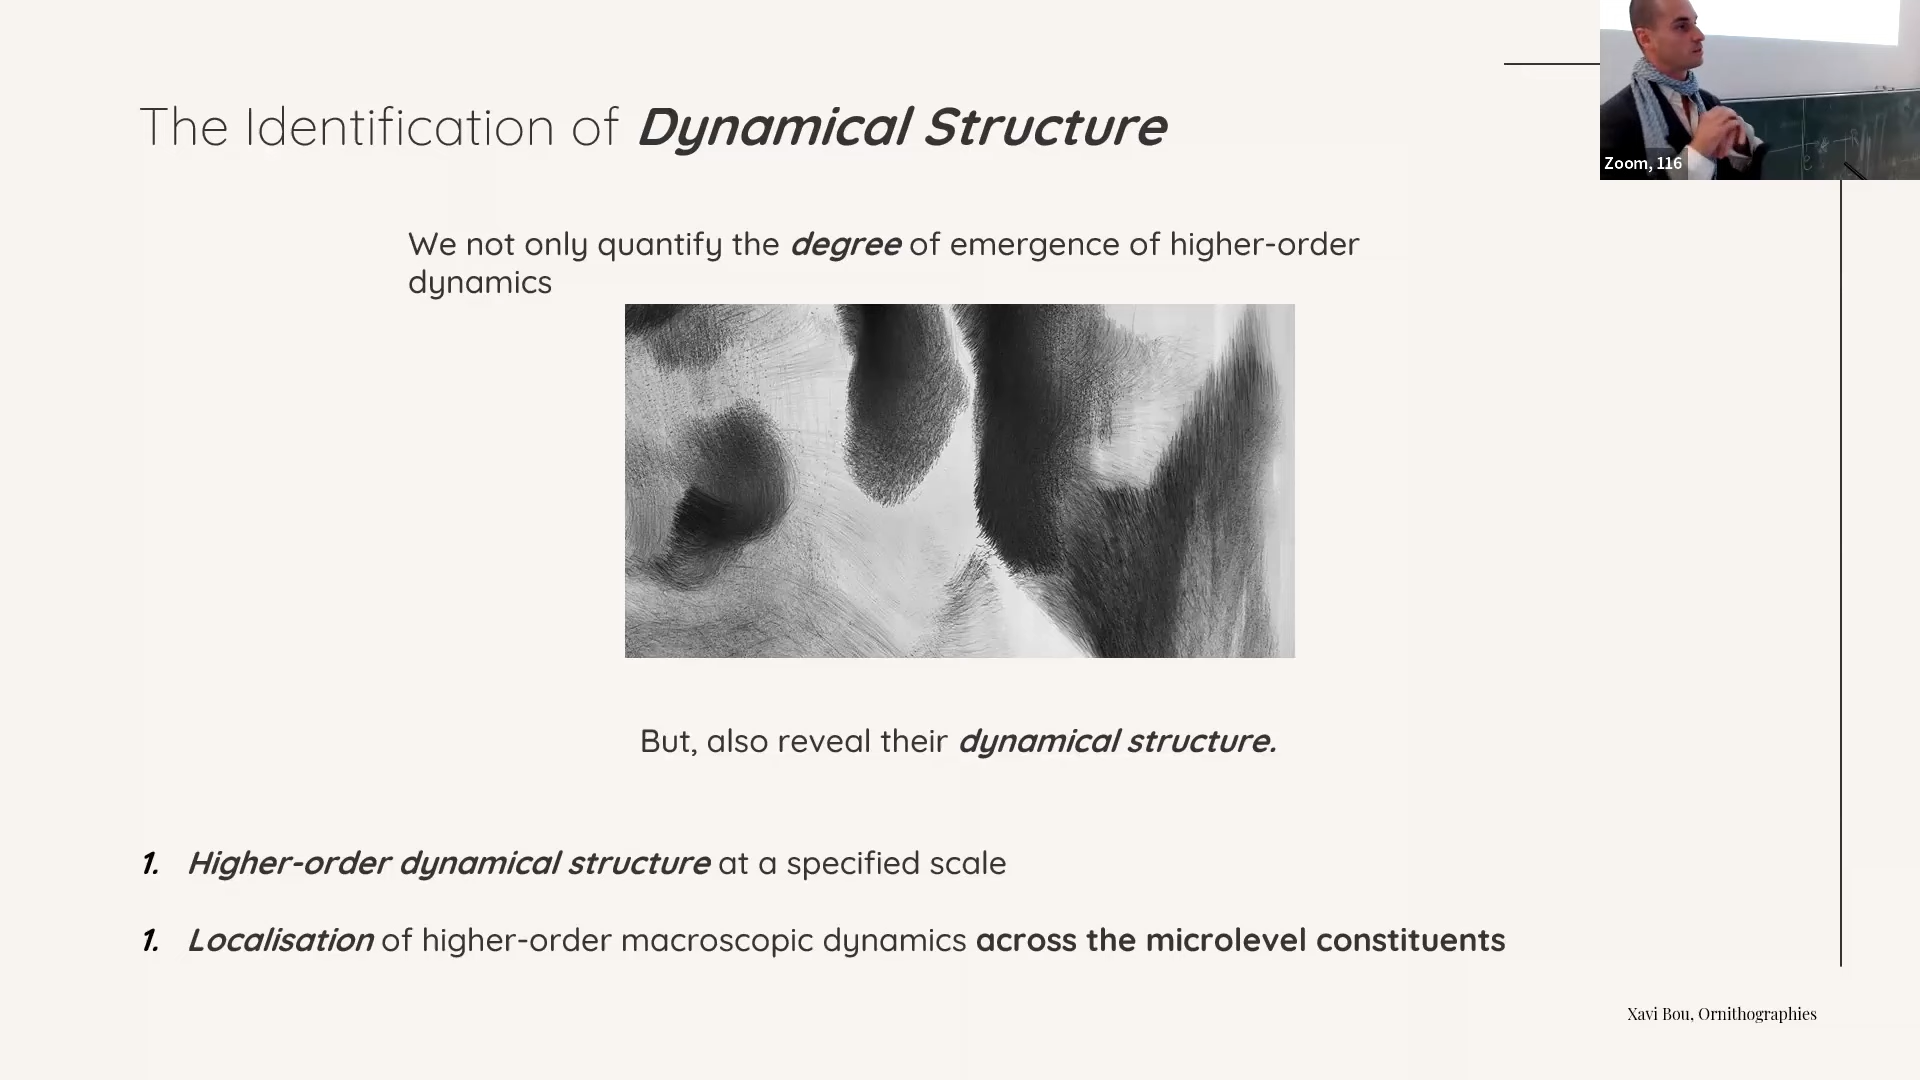 The Identification of Dynamical Structure
Zoom, 116
We not only quantify the degree of emergence of higher-order
dynamics
But, also reveal their dynamical structure.
1. Higher-order dynamical structure at a specified scale
1. Localisation of higher-order macroscopic dynamics across the microlevel constituents
Xavi Bou, Ornithographies